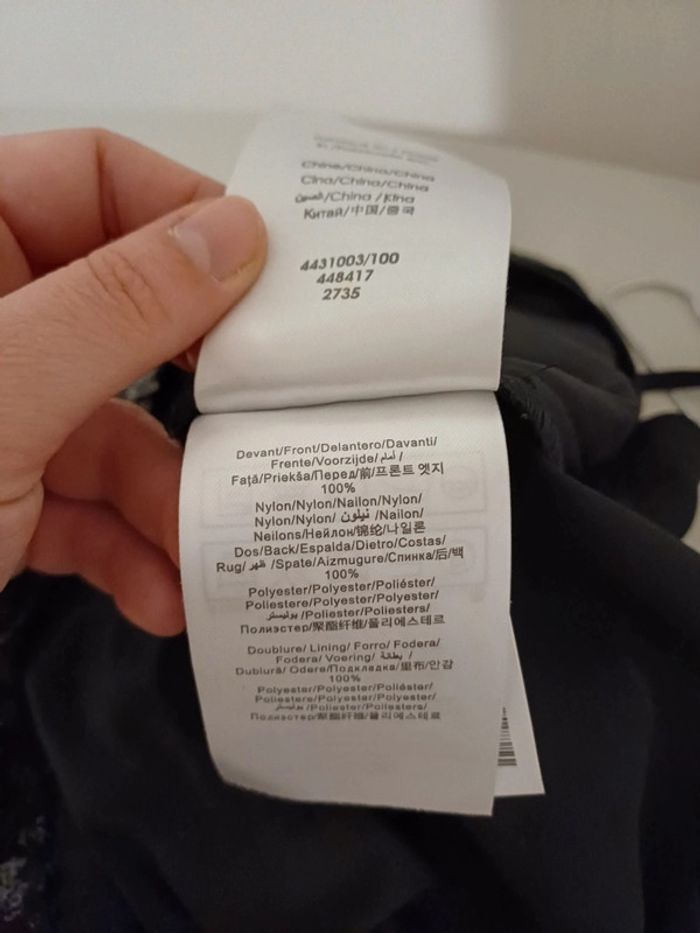 China/China/China
Cina/China/China
الصين/China /Kina
Китай/中国/중국
4431003/100
448417
2735
Devant/Front/Delantero/Davanti/
Frente/Voorzijde/ أمام /
Faţă/Priekša/Перед/前/프론트 엣지
100%
Nylon/Nylon/Nailon/Nylon/
Nylon/Nylon/ نيلون /Nailon/
Neilons/Нейлон/锦纶/나일론
Dos/Back/Espalda/Dietro/Costas/
Rug/ ظهر /Spate/Aizmugure/Спинка/后/백
100%
Polyester/Polyester/Poliéster/
Poliestere/Polyester/Polyester/
بوليستر /Poliester/Poliesters/
Полиэстер/聚酯纤维/폴리에스테르
Doublure/ Lining/ Forro/ Fodera/
Fodera/ Voering/ بطانة /
Dublură/ Odere/Подкладка/里布/안감
100%
Polyester/Polyester/Poliéster/
Poliestere/Polyester/Polyester/
بوليستر /Poliester/Poliesters/
Полиэстер/聚酯纤维/폴리에스테르